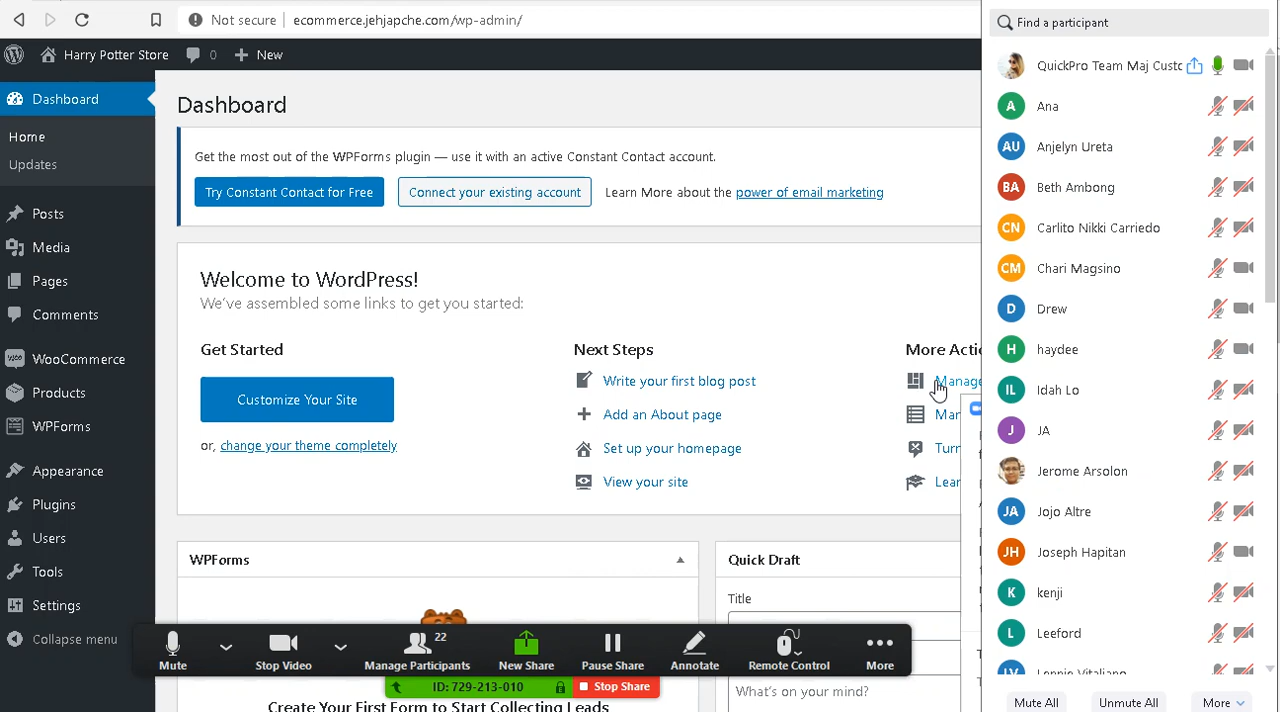 Not secure | ecommerce.jehjapche.com/wp-admin/
Harry Potter Store 0 + New
Dashboard
Home
Updates
Posts
Media
Pages
Comments
WooCommerce
Products
WPForms
Appearance
Plugins
Users
Tools
Settings
Collapse menu
Dashboard
Get the most out of the WPForms plugin — use it with an active Constant Contact account.
Try Constant Contact for Free Connect your existing account Learn More about the power of email marketing
Welcome to WordPress!
We've assembled some links to get you started:
Get Started
Customize Your Site
or, change your theme completely
Next Steps
Write your first blog post
Add an About page
Set up your homepage
View your site
More
Manage
WPForms
Create Your First Form to Start Collecting Leads
Quick Draft
Title
What's on your mind?
Mute
Stop Video
22
Manage Participants
New Share
Pause Share
Annotate
Remote Control
More
ID: 729-213-010 Stop Share
Find a participant
QuickPro Team Maj
A Ana
AU Anjelyn Ureta
BA Beth Ambong
CN Carlito Nikki Carriedo
CM Chari Magsino
D Drew
H haydee
IL Idah Lo
J JA
Jerome Arsolon
JA Jojo Altre
JH Joseph Hapitan
K kenji
L Leeford
Mute All Unmute All More